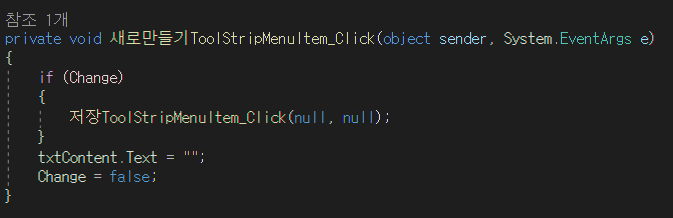 참조 1개
private void 새로만들기ToolStripMenuItem_Click(object sender, System.EventArgs e)
{
if (Change)
{
저장ToolStripMenuItem_Click(null, null);
}
txtContent.Text = "";
Change = false;
}